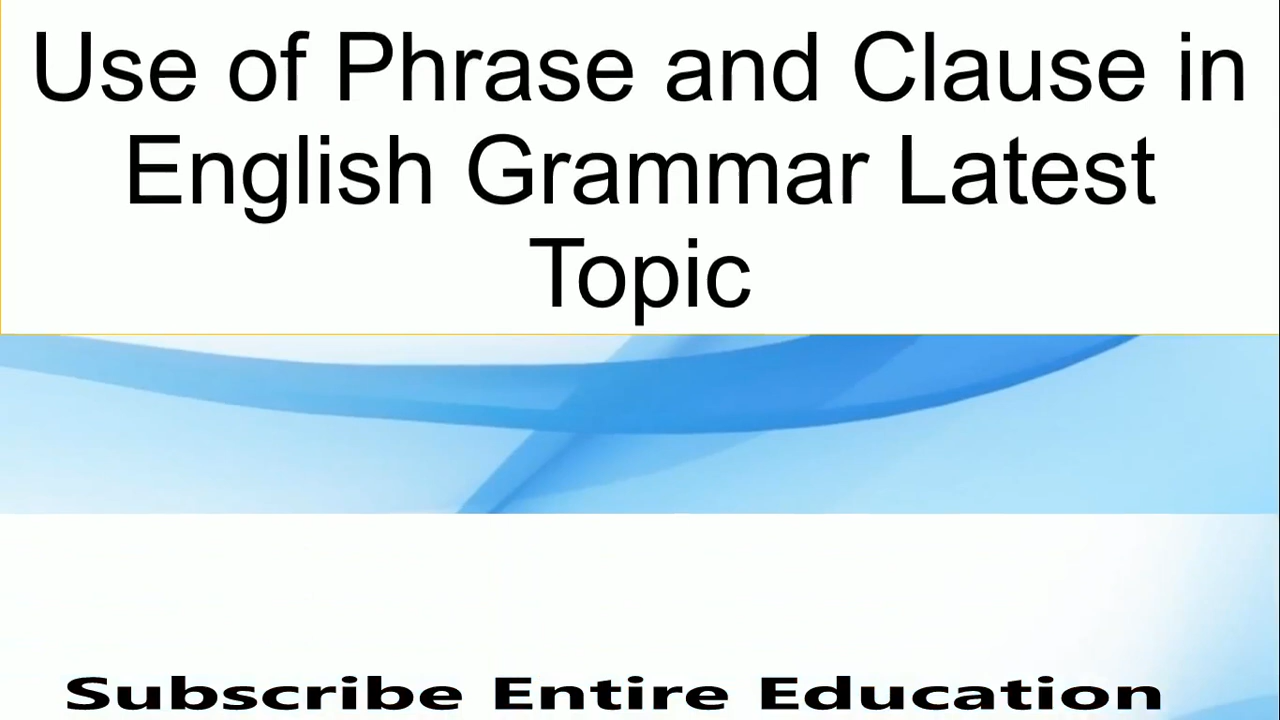 Use of Phrase and Clause in
English Grammar Latest
Topic
Subscribe Entire Education